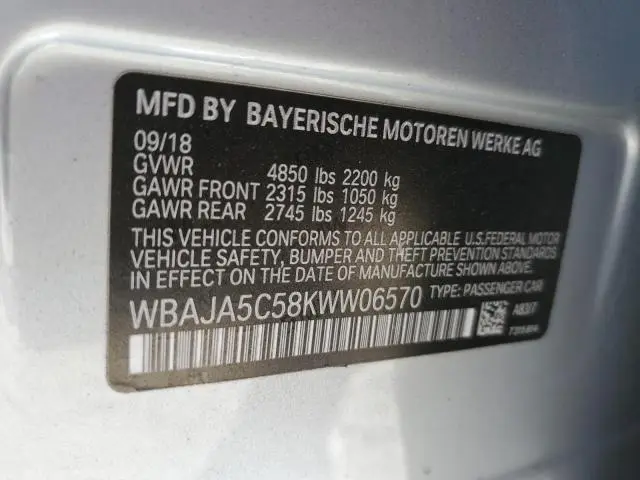 MFD BY BAYERISCHE MOTOREN WERKE AG
09/18
GVWR 4850 lbs 2200 kg
GAWR FRONT 2315 lbs 1050 kg
GAWR REAR 2745 lbs 1245 kg
THIS VEHICLE CONFORMS TO ALL APPLICABLE U.S.FEDERAL MOTOR
VEHICLE SAFETY, BUMPER AND THEFT PREVENTION STANDARDS
IN EFFECT ON THE DATE OF MANUFACTURE SHOWN ABOVE.
WBAJA5C58KWW06570 TYPE: PASSENGER CAR